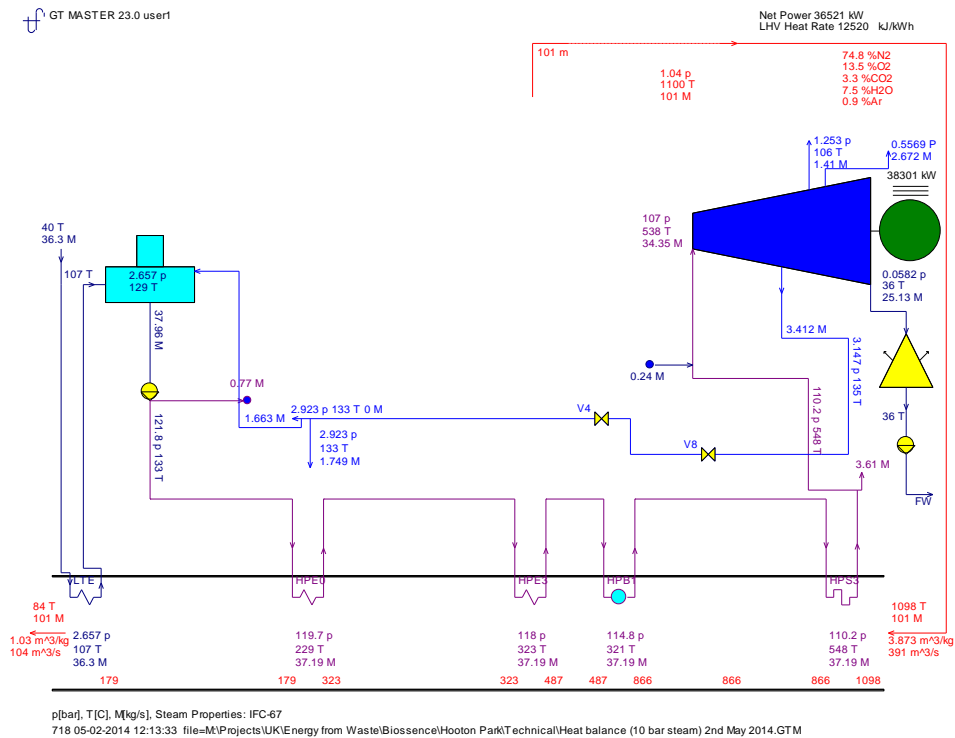 GT MASTER 23.0 user1
Net Power 36521 kW
LHV Heat Rate 12520 kJ/kWh
101 m
1.04 p
1100 T
101 M
74.8 %N2
13.5 %O2
3.3 %CO2
7.5 %H2O
0.9 %Ar
1.253 p
106 T
1.41 M
0.5569 P
2.672 M
38301 kW
107 p
538 T
34.35 M
40 T
36.3 M
107 T
2.657 p
129 T
0.0582 p
36 T
25.13 M
37.96 M
3.412 M
3.147 p 135 T
0.24 M
0.77 M
1.663 M
2.923 p 133 T 0 M
V4
36 T
121.8 p 133 T
2.923 p
133 T
1.749 M
V8
110.2 p 548 T
3.61 M
FW
LTE
HPE0
HPE3
HPB1
HPS3
84 T
101 M
1098 T
101 M
1.03 m^3/kg
104 m^3/s
2.657 p
107 T
36.3 M
119.7 p
229 T
37.19 M
118 p
323 T
37.19 M
114.8 p
321 T
37.19 M
110.2 p
548 T
37.19 M
3.873 m^3/kg
391 m^3/s
179 179 323 323 487 487 866 866 866 1098
p[bar], T[C], M[kg/s], Steam Properties: IFC-67
718 05-02-2014 12:13:33 file=M:\Projects\UK\Energy from Waste\Biossence\Hooton Park\Technical\Heat balance (10 bar steam) 2nd May 2014.GTM